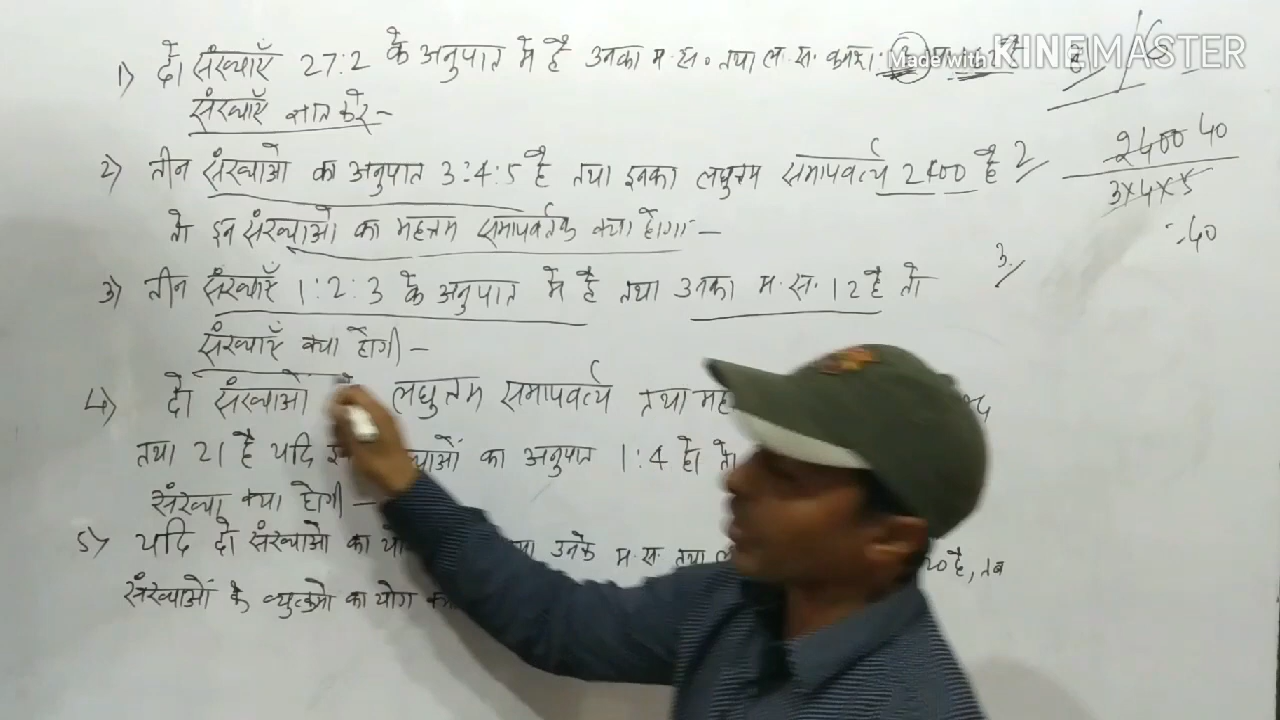 1) दो संख्याएँ 27:2 के अनुपात में है उनका म.स. तथा ल.स. क्रमशः
Made with KINEMASTER
संख्याएँ ज्ञात करे -
2) तीन संख्याओ का अनुपात 3:4:5 है तथा इनका लघुत्तम समापवर्त्य 2400 है
तो इन संख्याओ का महत्तम समापवर्तक क्या होगा -
3) तीन संख्याएँ 1:2:3 के अनुपात में है तथा उनका म.स. 12 है तो
संख्याएँ क्या होंगी -
4) दो संख्याओ लघुत्तम समापवर्त्य तथा
तथा 21 है यदि का अनुपात 1:4 हो तो
संख्या क्या होगी -
5) यदि दो संख्याओ का उनके म.स. तथा है, तब
संख्याओं के व्युत्क्रमो का योग
2
2400 40
3×4×5
:40
3.